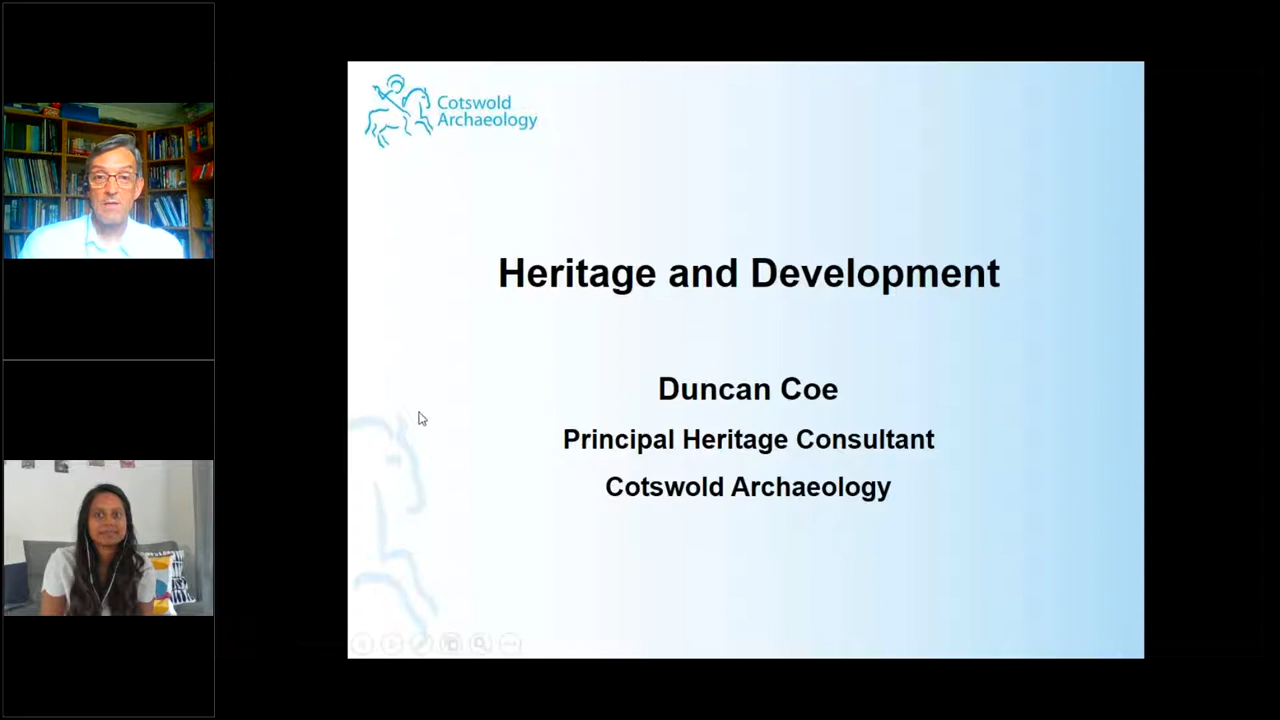 Cotswold
Archaeology
Heritage and Development
Duncan Coe
Principal Heritage Consultant
Cotswold Archaeology